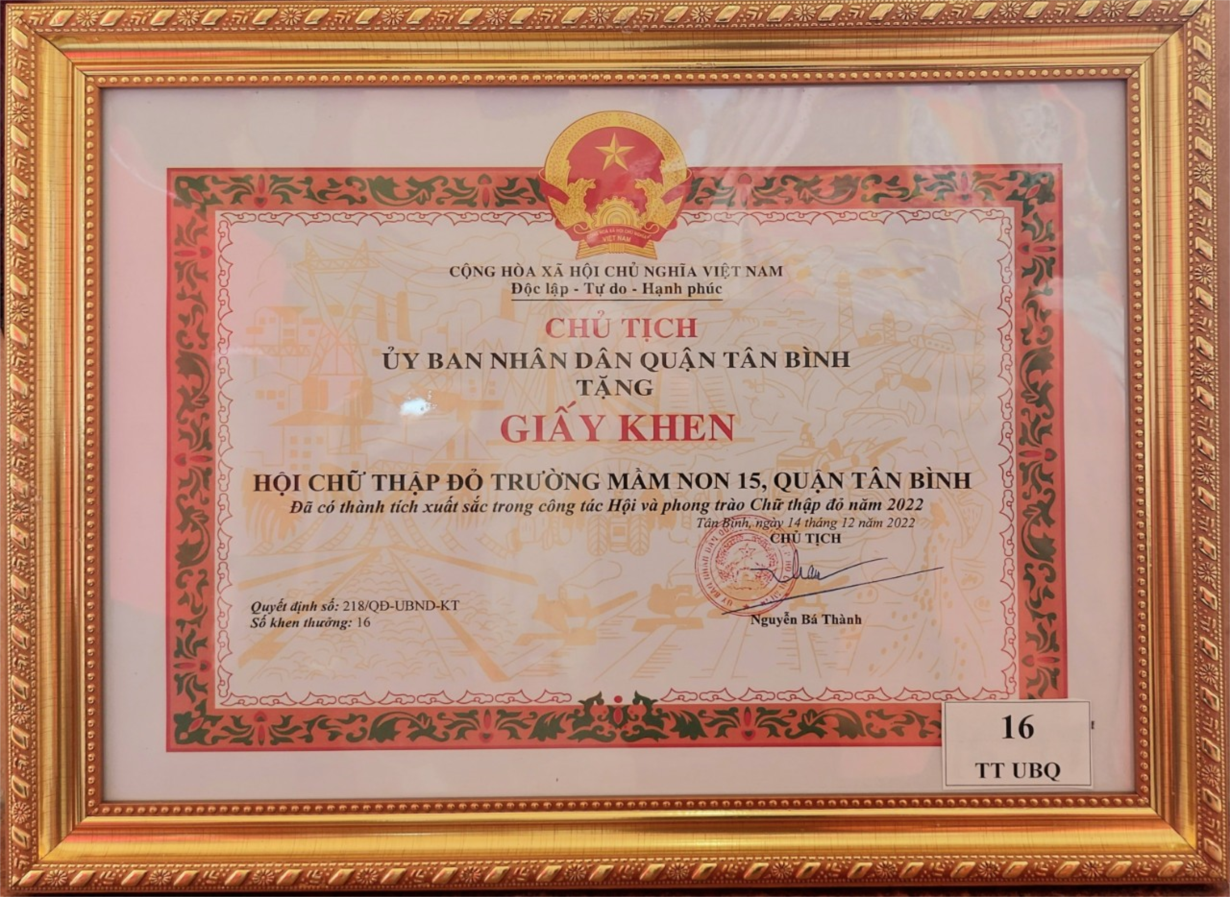 VIỆT NAM
CỘNG HÒA XÃ HỘI CHỦ NGHĨA VIỆT NAM
Độc lập - Tự do - Hạnh phúc
CHỦ TỊCH
ỦY BAN NHÂN DÂN QUẬN TÂN BÌNH
TẶNG
GIẤY KHEN
HỘI CHỮ THẬP ĐỎ TRƯỜNG MẦM NON 15, QUẬN TÂN BÌNH
Đã có thành tích xuất sắc trong công tác Hội và phong trào Chữ thập đỏ năm 2022
Tân Bình, ngày 14 tháng 12 năm 2022
CHỦ TỊCH
Nguyễn Bá Thành
Quyết định số: 218/QĐ-UBND-KT
Số khen thưởng: 16
16
TT UBQ